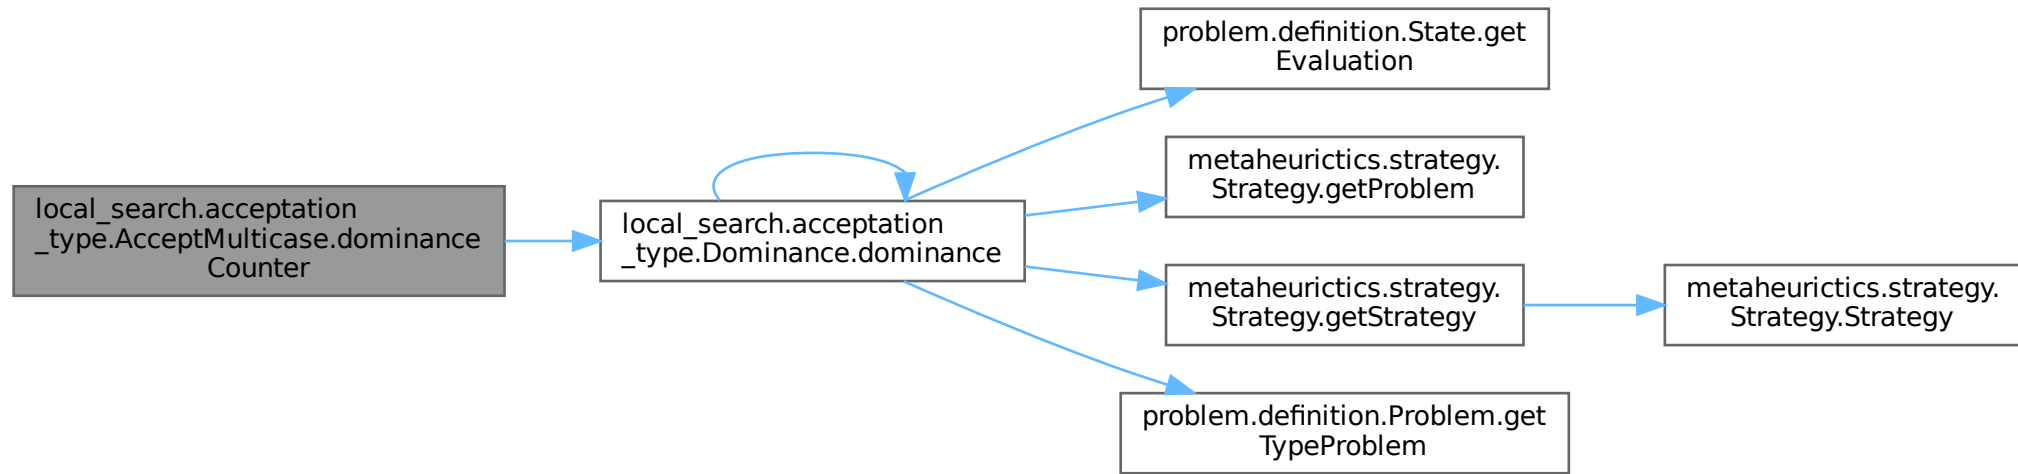 local_search.acceptation
_type.AcceptMulticase.dominance
Counter
local_search.acceptation
_type.Dominance.dominance
problem.definition.State.get
Evaluation
metaheurictics.strategy.
Strategy.getProblem
metaheurictics.strategy.
Strategy.getStrategy
metaheurictics.strategy.
Strategy.Strategy
problem.definition.Problem.get
TypeProblem